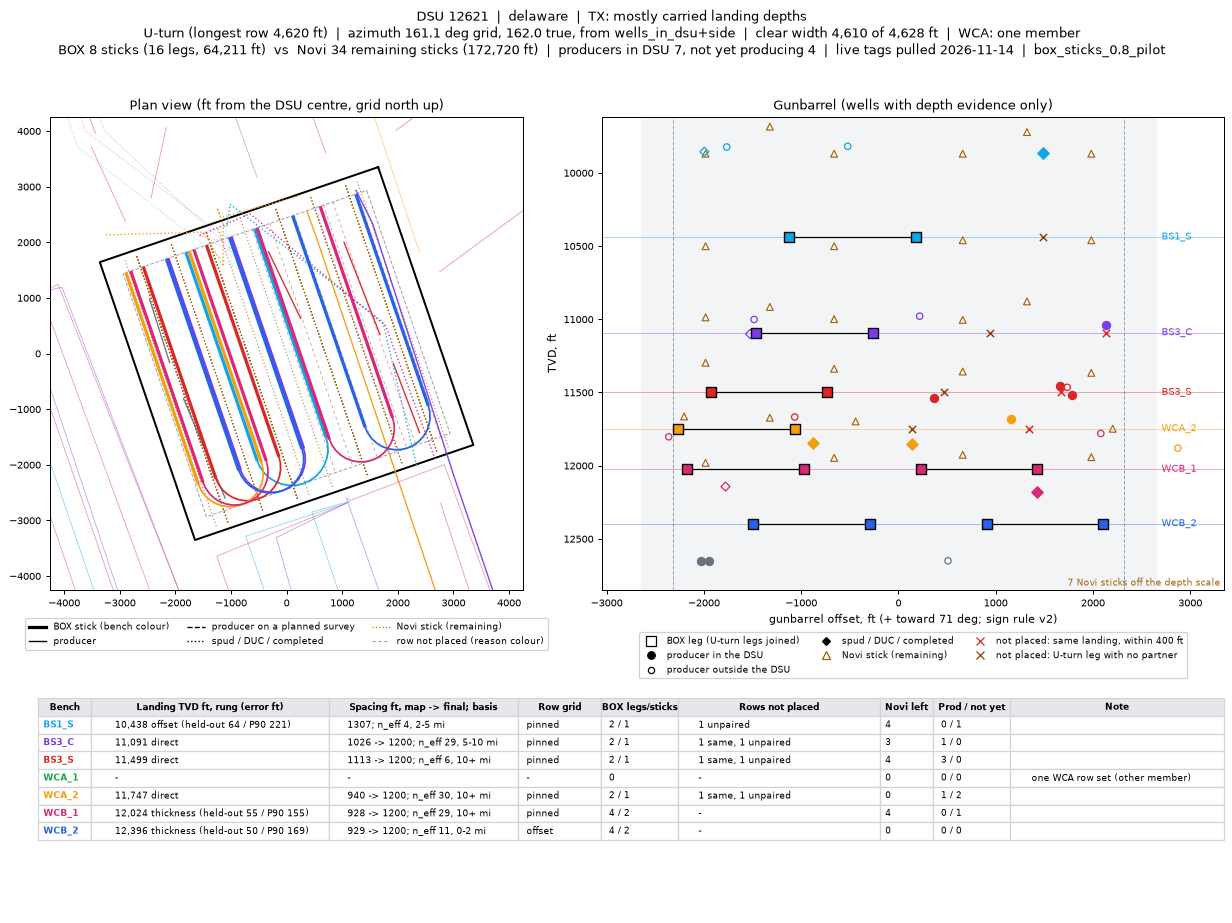 DSU 12621 | delaware | TX: mostly carried landing depths
U-turn (longest row 4,620 ft) | azimuth 161.1 deg grid, 162.0 true, from wells_in_dsu+side | clear width 4,610 of 4,628 ft | WCA: one member
BOX 8 sticks (16 legs, 64,211 ft) vs Novi 34 remaining sticks (172,720 ft) | producers in DSU 7, not yet producing 4 | live tags pulled 2026-11-14 | box_sticks_0.8_pilot
Plan view (ft from the DSU centre, grid north up)
4000
3000
2000
1000
0
−1000
−2000
−3000
−4000
−4000 −3000 −2000 −1000 0 1000 2000 3000 4000
BOX stick (bench colour)
producer
producer on a planned survey
spud / DUC / completed
Novi stick (remaining)
row not placed (reason colour)
Gunbarrel (wells with depth evidence only)
TVD, ft
10000
10500
11000
11500
12000
12500
BS1_S
BS3_C
BS3_S
WCA_2
WCB_1
WCB_2
7 Novi sticks off the depth scale
−3000 −2000 −1000 0 1000 2000 3000
gunbarrel offset, ft (+ toward 71 deg; sign rule v2)
BOX leg (U-turn legs joined)
producer in the DSU
producer outside the DSU
spud / DUC / completed
Novi stick (remaining)
not placed: same landing, within 400 ft
not placed: U-turn leg with no partner
Bench Landing TVD ft, rung (error ft) Spacing ft, map -> final; basis Row grid BOX legs/sticks Rows not placed Novi left Prod / not yet Note
BS1_S 10,438 offset (held-out 64 / P90 221) 1307; n_eff 4, 2-5 mi pinned 2 / 1 1 unpaired 4 0 / 1
BS3_C 11,091 direct 1026 -> 1200; n_eff 29, 5-10 mi pinned 2 / 1 1 same, 1 unpaired 3 1 / 0
BS3_S 11,499 direct 1113 -> 1200; n_eff 6, 10+ mi pinned 2 / 1 1 same, 1 unpaired 4 3 / 0
WCA_1 - - - 0 - 0 0 / 0 one WCA row set (other member)
WCA_2 11,747 direct 940 -> 1200; n_eff 30, 10+ mi pinned 2 / 1 1 same, 1 unpaired 0 1 / 2
WCB_1 12,024 thickness (held-out 55 / P90 155) 928 -> 1200; n_eff 29, 10+ mi pinned 4 / 2 - 4 0 / 1
WCB_2 12,396 thickness (held-out 50 / P90 169) 929 -> 1200; n_eff 11, 0-2 mi offset 4 / 2 - 0 0 / 0